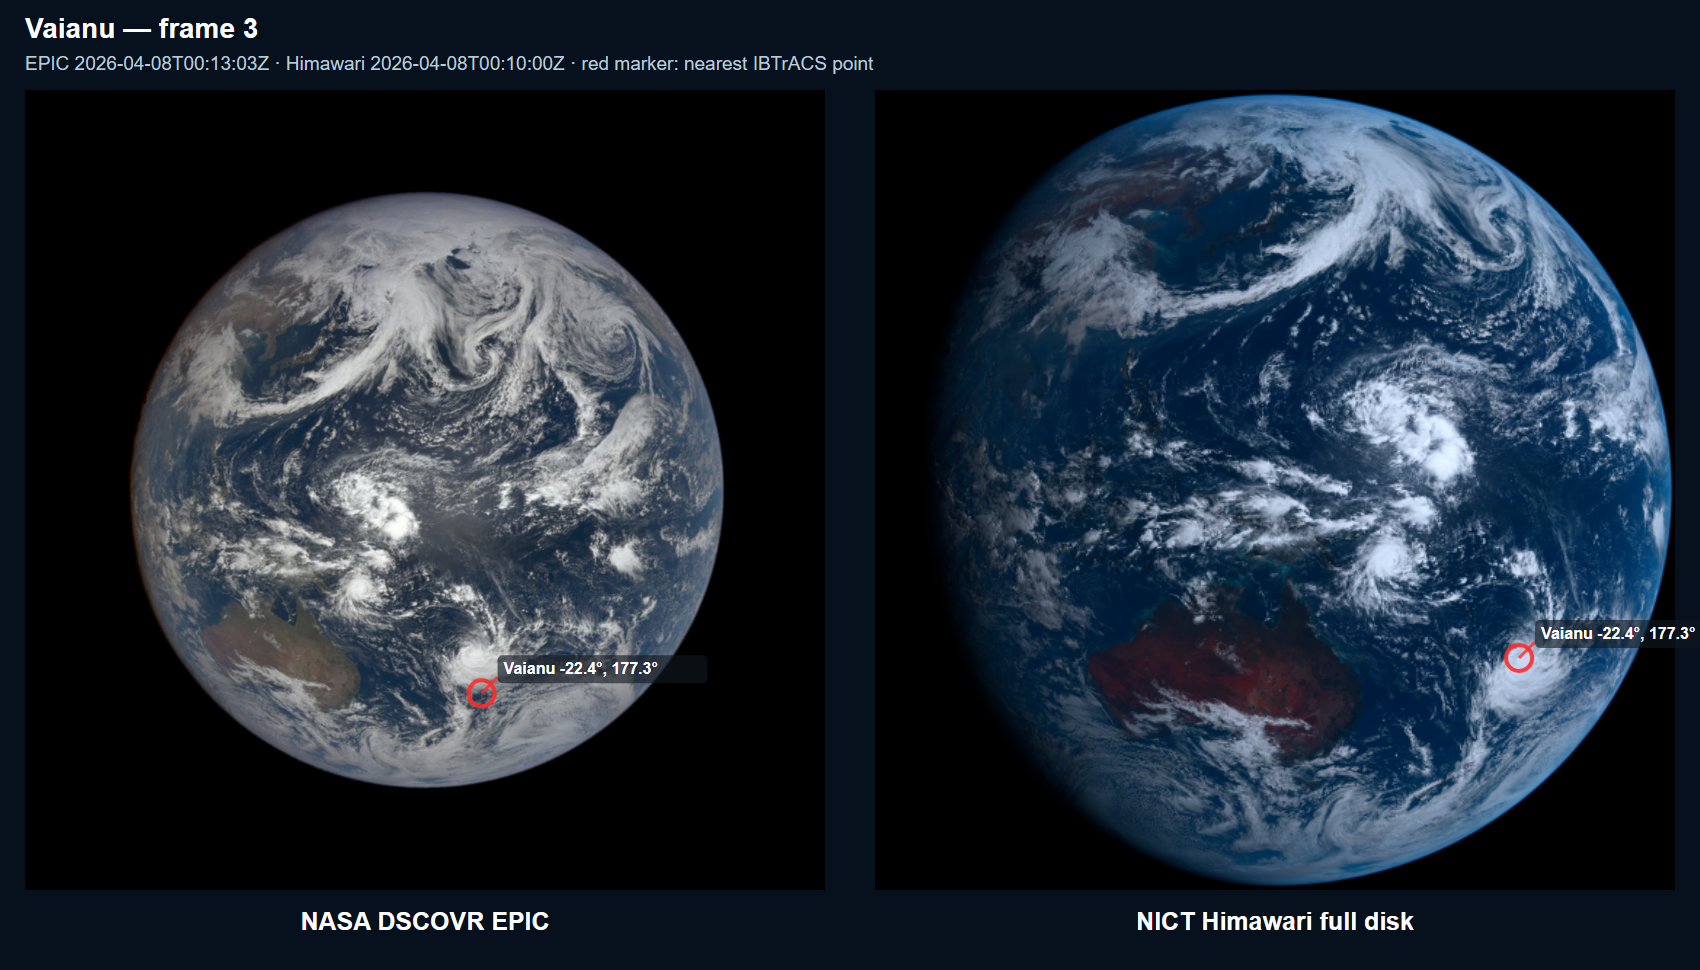 Vaianu — frame 3
EPIC 2026-04-08T00:13:03Z · Himawari 2026-04-08T00:10:00Z · red marker: nearest IBTrACS point
Vaianu -22.4°, 177.3°
Vaianu -22.4°, 177.3°
NASA DSCOVR EPIC
NICT Himawari full disk